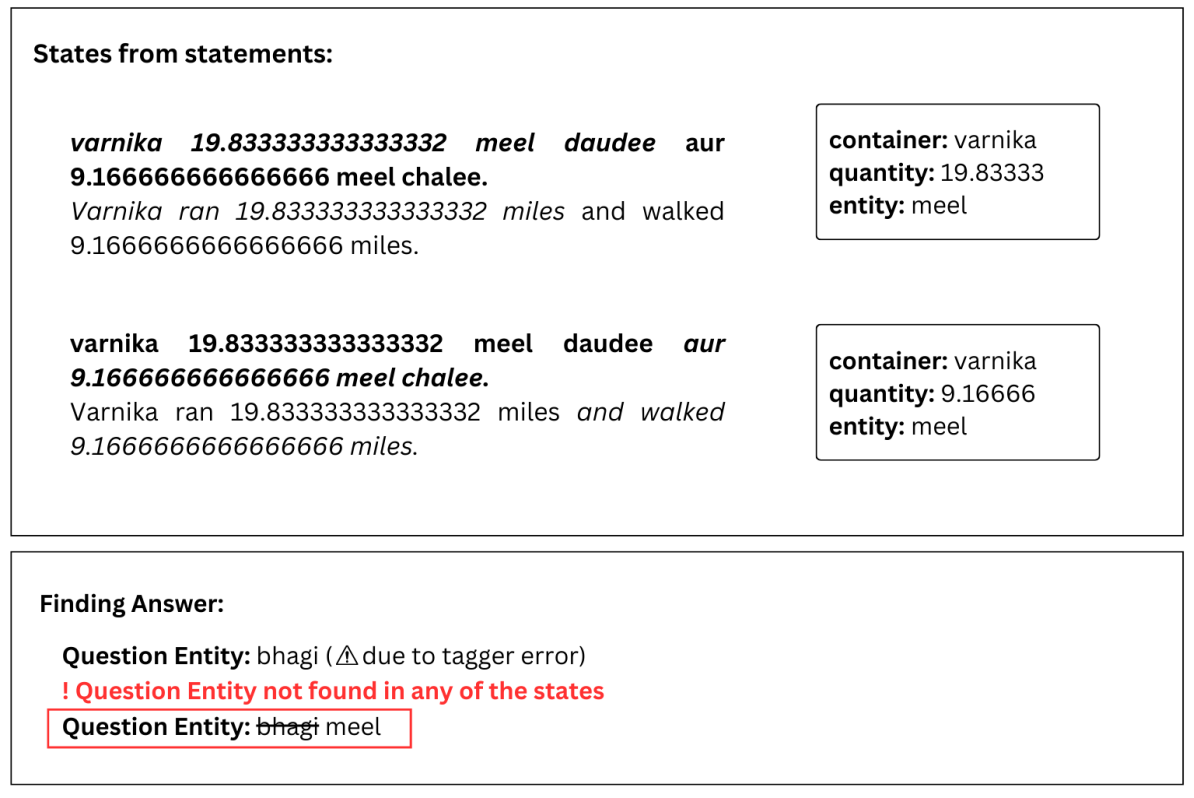 States from statements:
varnika 19.833333333333332 meel daudee aur
9.166666666666666 meel chalee.
Varnika ran 19.833333333333332 miles and walked
9.1666666666666666 miles.
container: varnika
quantity: 19.83333
entity: meel
varnika 19.833333333333332 meel daudee aur
9.166666666666666 meel chalee.
Varnika ran 19.833333333333332 miles and walked
9.1666666666666666 miles.
container: varnika
quantity: 9.16666
entity: meel
Finding Answer:
Question Entity: bhagi (⚠due to tagger error)
! Question Entity not found in any of the states
Question Entity: bhagi meel